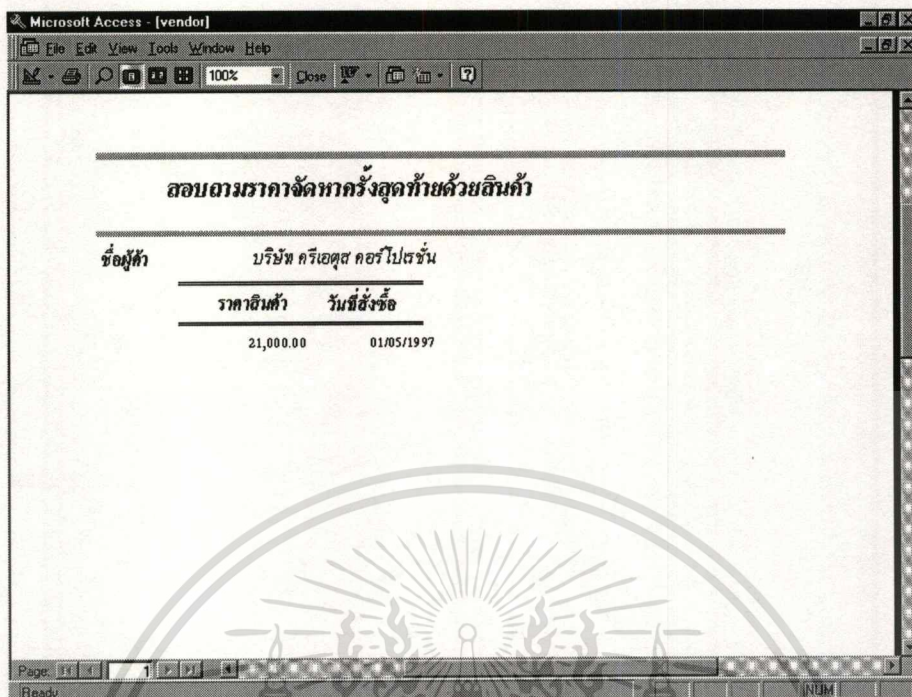 Microsoft Access - [vendor]
File Edit View Tools Window Help
100% Close
สอบถามราคาจัดหาครั้งสุดท้ายด้วยสินค้า
ชื่อผู้ค้า บริษัท ครีเอตุส คอร์โปเรชั่น
ราคาสินค้า วันที่สั่งซื้อ
21,000.00 01/05/1997
Page: 1
Ready NUM